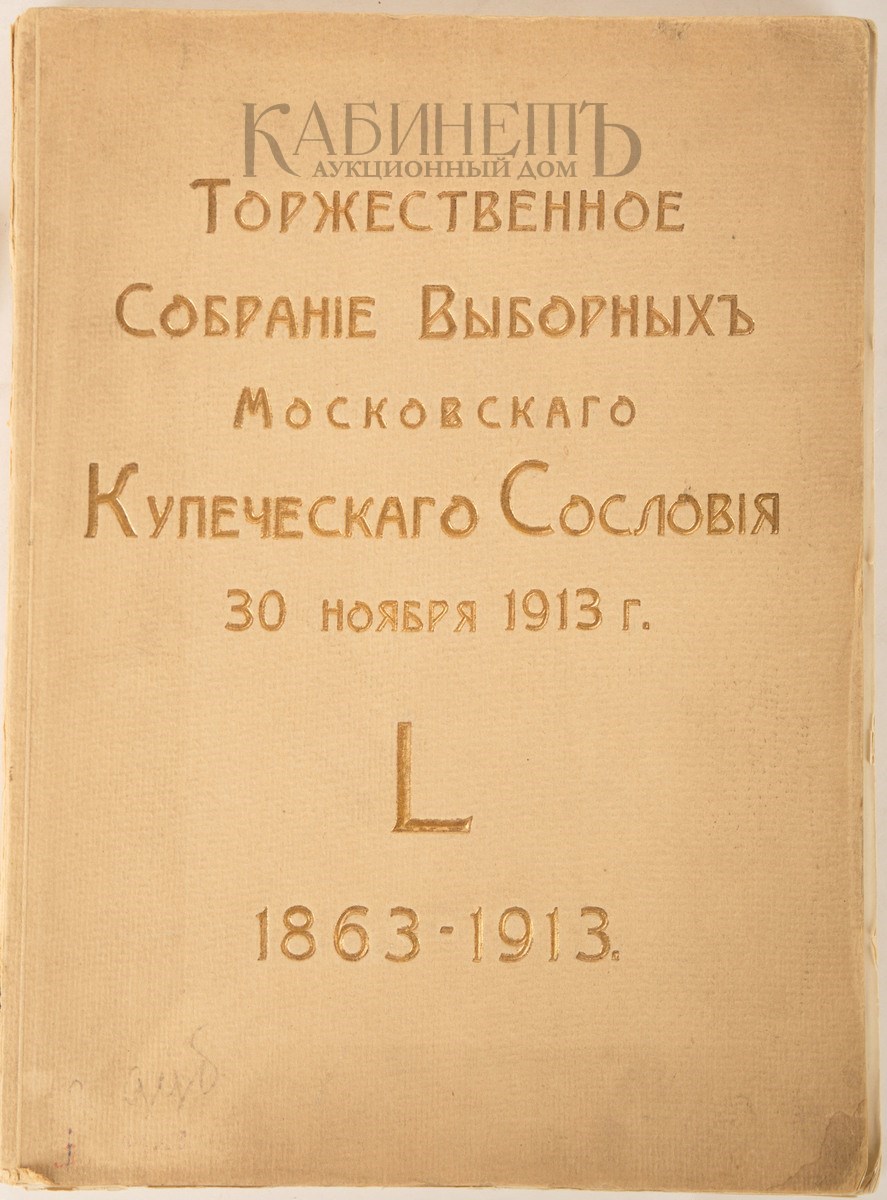 КАБИНЕТЪ
АУКЦИОННЫЙ ДОМ
ТОРЖЕСТВЕННОЕ
СОБРАНІЕ ВЫБОРНЫХЪ
МОСКОВСКАГО
КУПЕЧЕСКАГО СОСЛОВІЯ
30 НОЯБРЯ 1913 Г.
L
1863-1913.